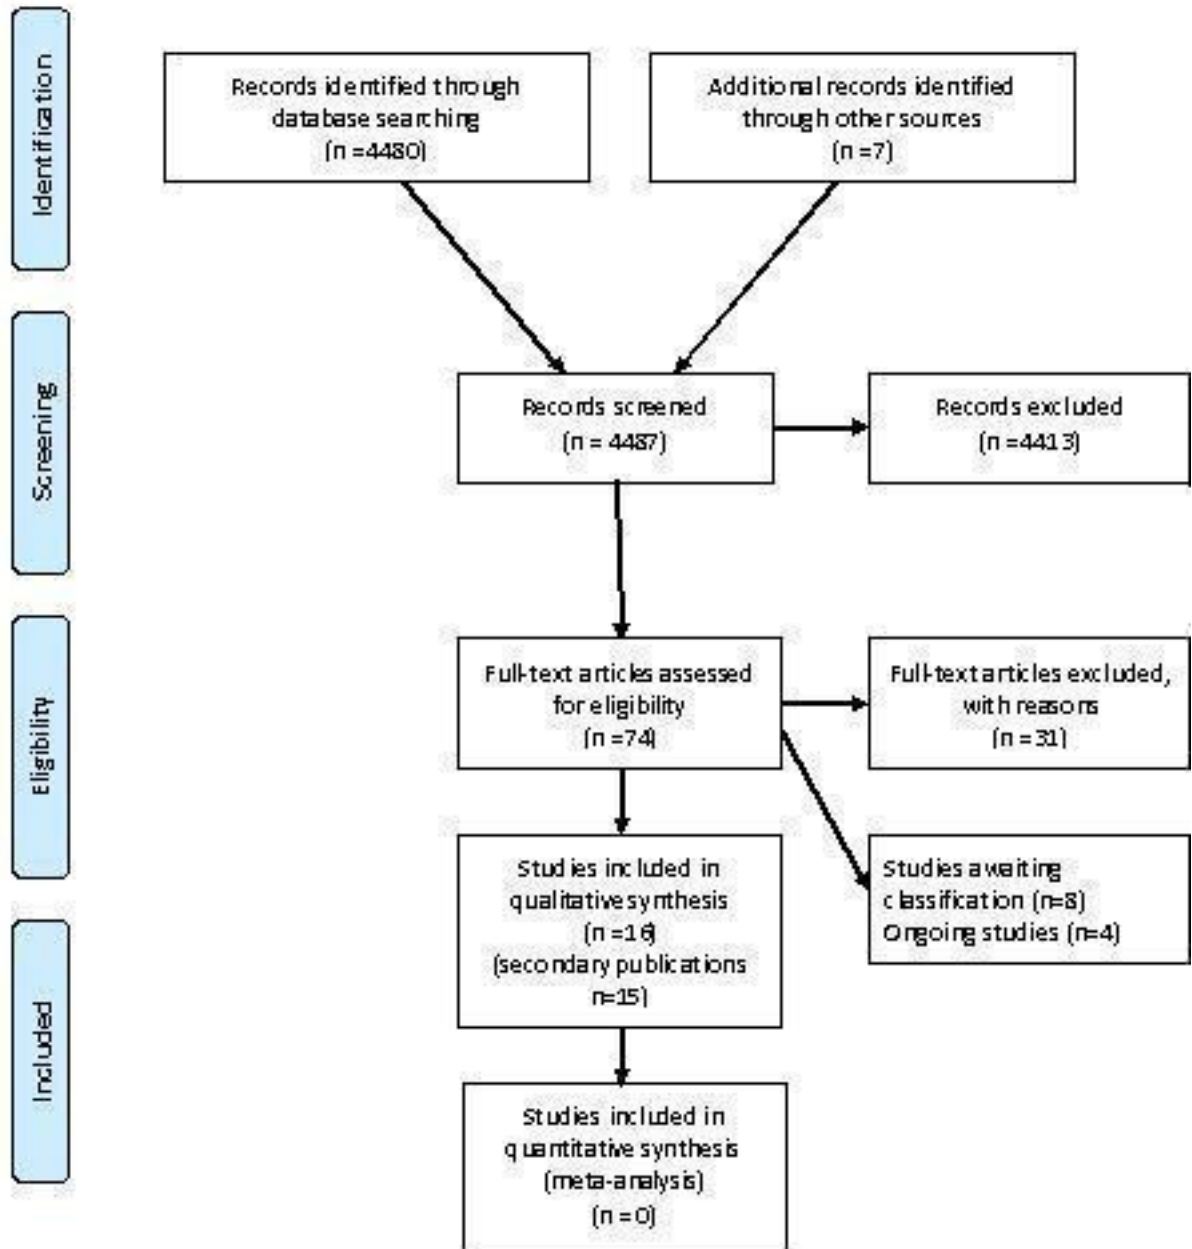 Identification
Records identified through
database searching
(n =4480)
Additional records identified
through other sources
(n =7)
Screening
Records screened
(n = 4487)
Records excluded
(n =4413)
Eligibility
Full-text articles assessed
for eligibility
(n =74)
Full-text articles excluded,
with reasons
(n =31)
Studies included in
qualitative synthesis
(n =16)
(secondary publications
n=15)
Studies awaiting
classification (n=8)
Ongoing studies (n=4)
Included
Studies included in
quantitative synthesis
(meta-analysis)
(n =0)